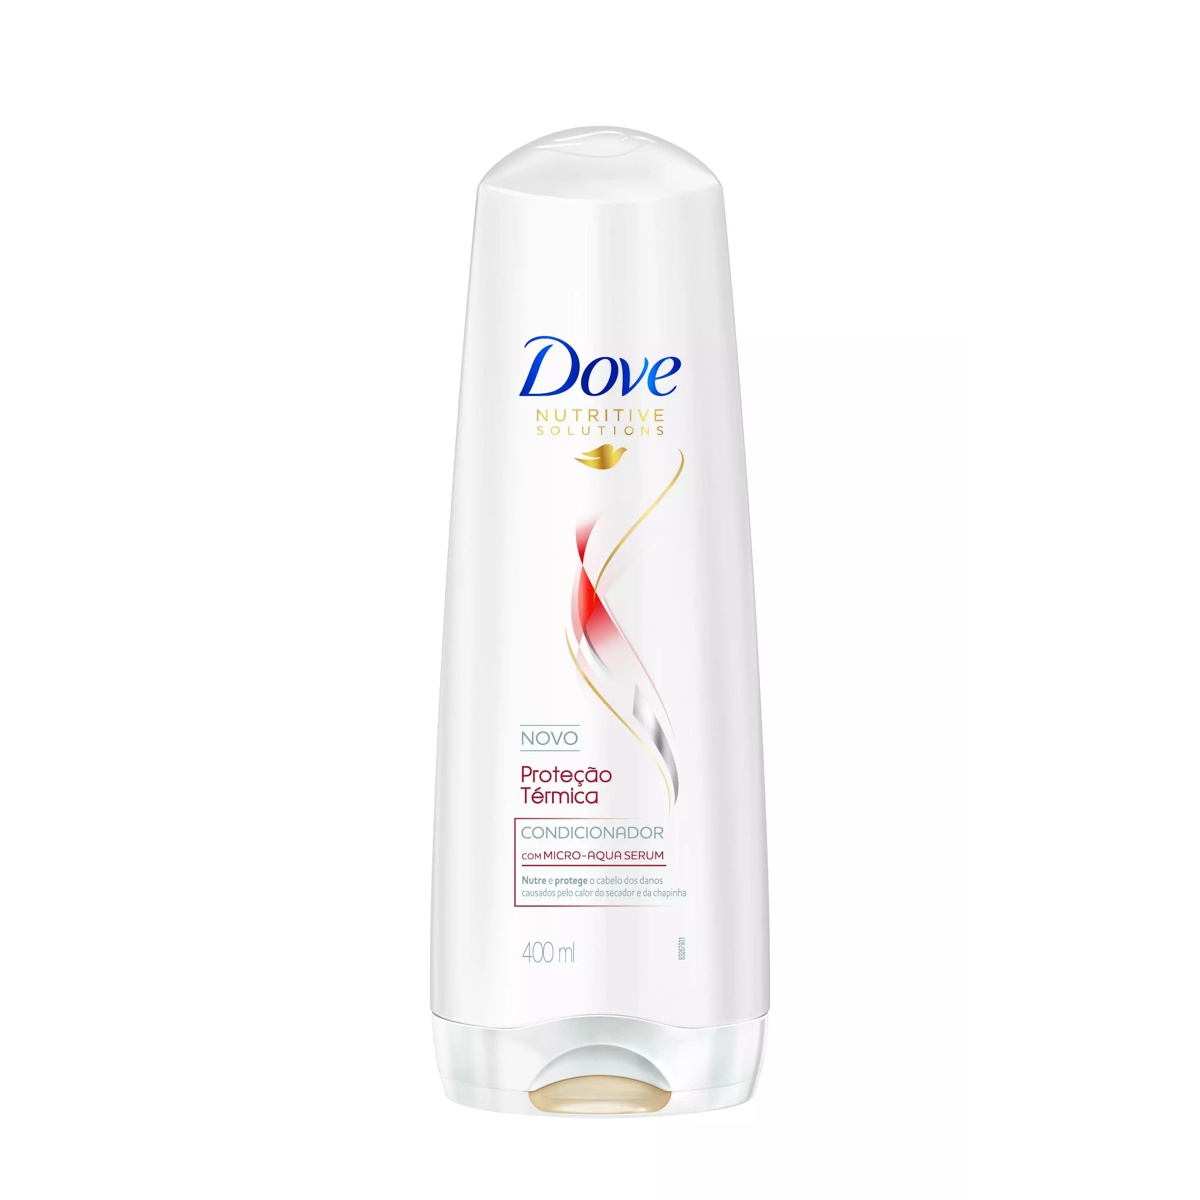 Dove
NUTRITIVE
SOLUTIONS
NOVO
Proteção
Térmica
CONDICIONADOR
COM MICRO-AQUA SERUM
Nutre e protege o cabelo dos danos
causados pelo calor do secador e da chapinha
400 ml